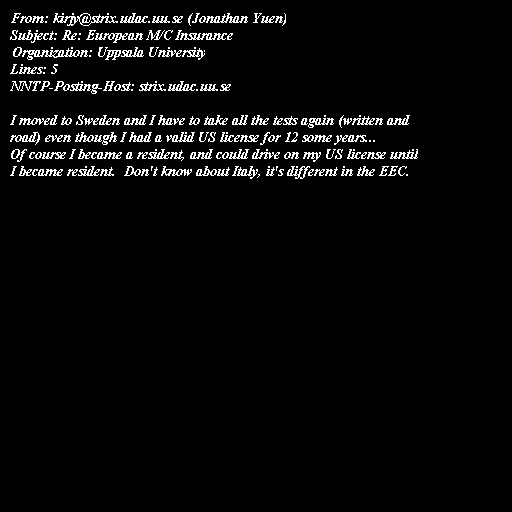 From: kirjy@strix.udac.uu.se (Jonathan Yuen)
Subject: Re: European M/C Insurance
Organization: Uppsala University
Lines: 5
NNTP-Posting-Host: strix.udac.uu.se

I moved to Sweden and I have to take all the tests again (written and
road) even though I had a valid US license for 12 some years...
Of course I became a resident, and could drive on my US license until
I became resident.  Don't know about Italy, it's different in the EEC.